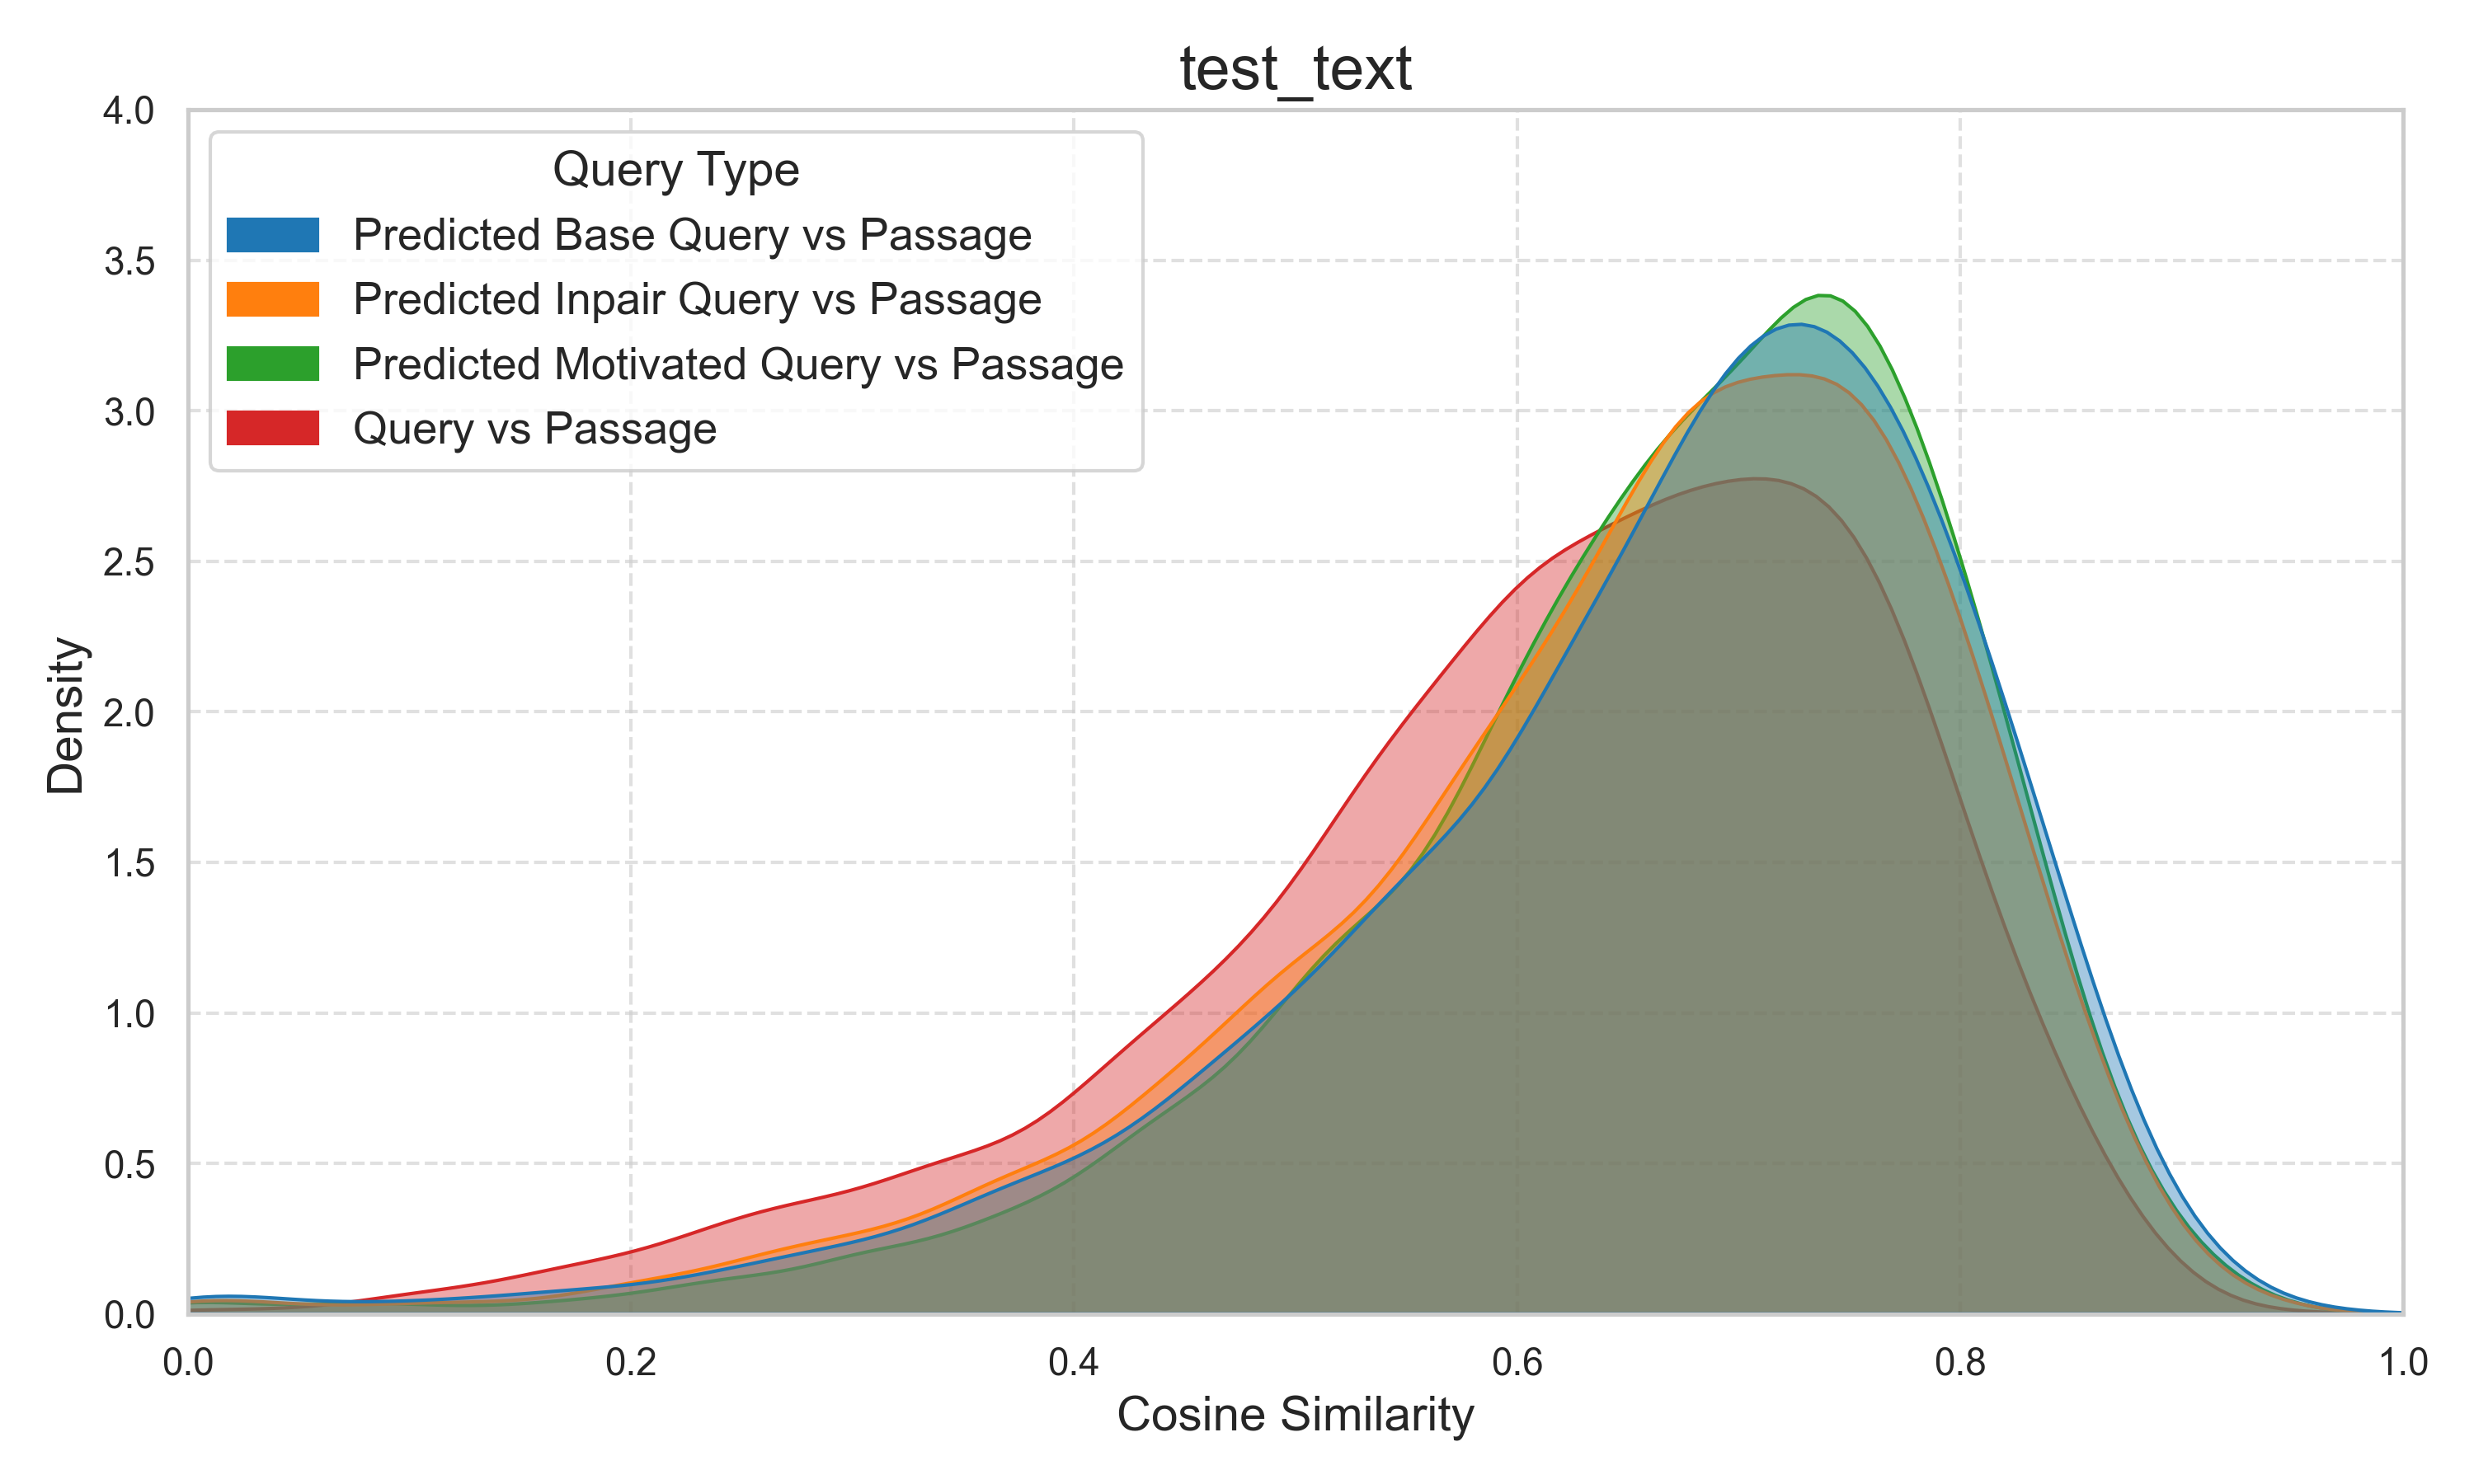 test_text
Query Type
Predicted Base Query vs Passage
Predicted Inpair Query vs Passage
Predicted Motivated Query vs Passage
Query vs Passage
4.0
3.5
3.0
2.5
2.0
1.5
1.0
0.5
0.0
Density
0.0 0.2 0.4 0.6 0.8 1.0
Cosine Similarity